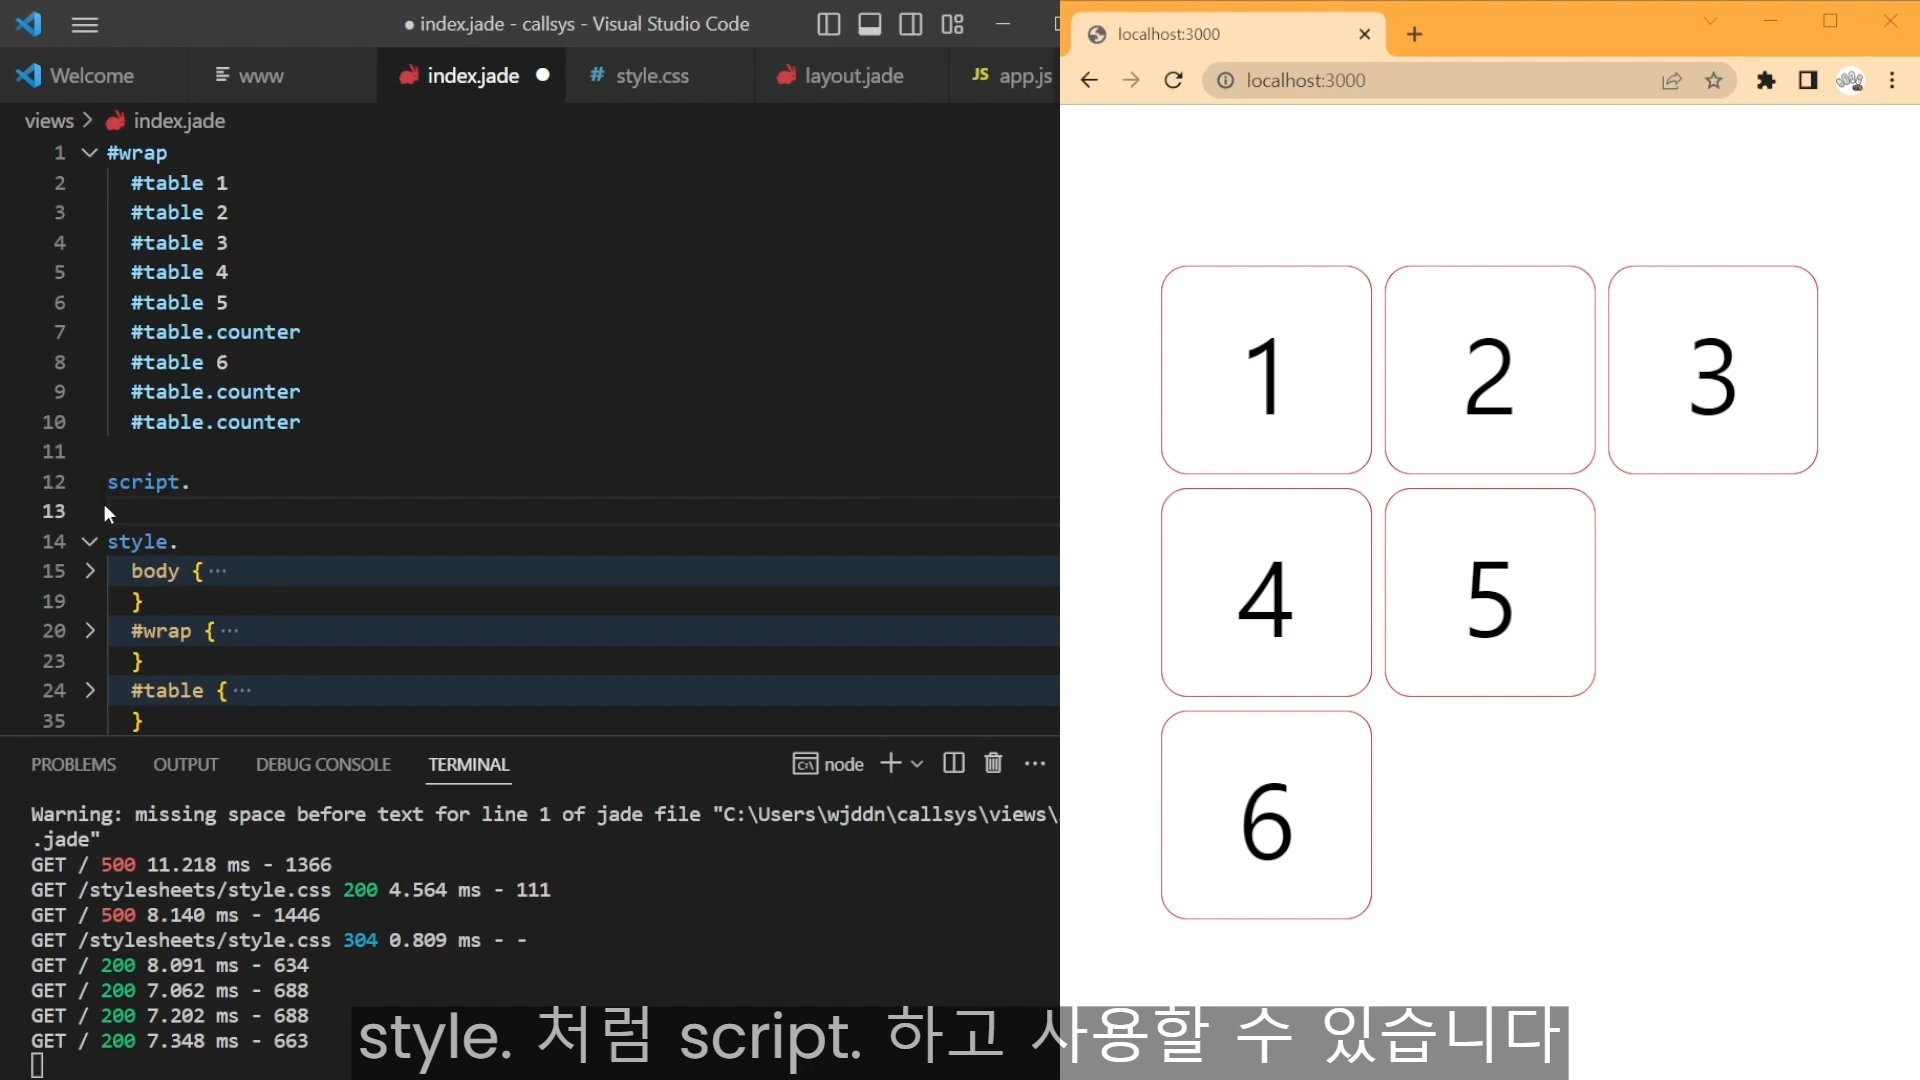 ● index.jade - callsys - Visual Studio Code
Welcome
www
index.jade
# style.css
layout.jade
JS app.js
views > index.jade
1 #wrap
2 #table 1
3 #table 2
4 #table 3
5 #table 4
6 #table 5
7 #table.counter
8 #table 6
9 #table.counter
10 #table.counter
11
12 script.
13
14 style.
15 body {···
19 }
20 #wrap {···
23 }
24 #table {···
35 }
PROBLEMS OUTPUT DEBUG CONSOLE TERMINAL
node
Warning: missing space before text for line 1 of jade file "C:\Users\wjddn\callsys\views\
.jade"
GET / 500 11.218 ms - 1366
GET /stylesheets/style.css 200 4.564 ms - 111
GET / 500 8.140 ms - 1446
GET /stylesheets/style.css 304 0.809 ms - -
GET / 200 8.091 ms - 634
GET / 200 7.062 ms - 688
GET / 200 7.202 ms - 688
GET / 200 7.348 ms - 663
localhost:3000
localhost:3000
1 2 3
4 5
6
style. 처럼 script. 하고 사용할 수 있습니다